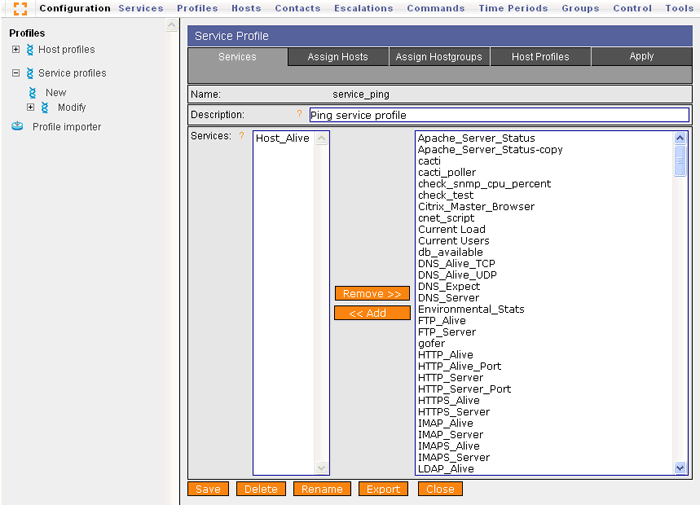 Configuration Services Profiles Hosts Contacts Escalations Commands Time Periods Groups Control Tools
Profiles
Host profiles
Service profiles
New
Modify
Profile importer
Service Profile
Services Assign Hosts Assign Hostgroups Host Profiles Apply
Name: service_ping
Description: ? Ping service profile
Services: ?
Host_Alive
Remove >>
<< Add
Apache_Server_Status
Apache_Server_Status-copy
cacti
cacti_poller
check_snmp_cpu_percent
check_test
Citrix_Master_Browser
cnet_script
Current Load
Current Users
db_available
DNS_Alive_TCP
DNS_Alive_UDP
DNS_Expect
DNS_Server
Environmental_Stats
FTP_Alive
FTP_Server
gofer
HTTP_Alive
HTTP_Alive_Port
HTTP_Server
HTTP_Server_Port
HTTPS_Alive
HTTPS_Server
IMAP_Alive
IMAP_Server
IMAPS_Alive
IMAPS_Server
LDAP_Alive
Save Delete Rename Export Close